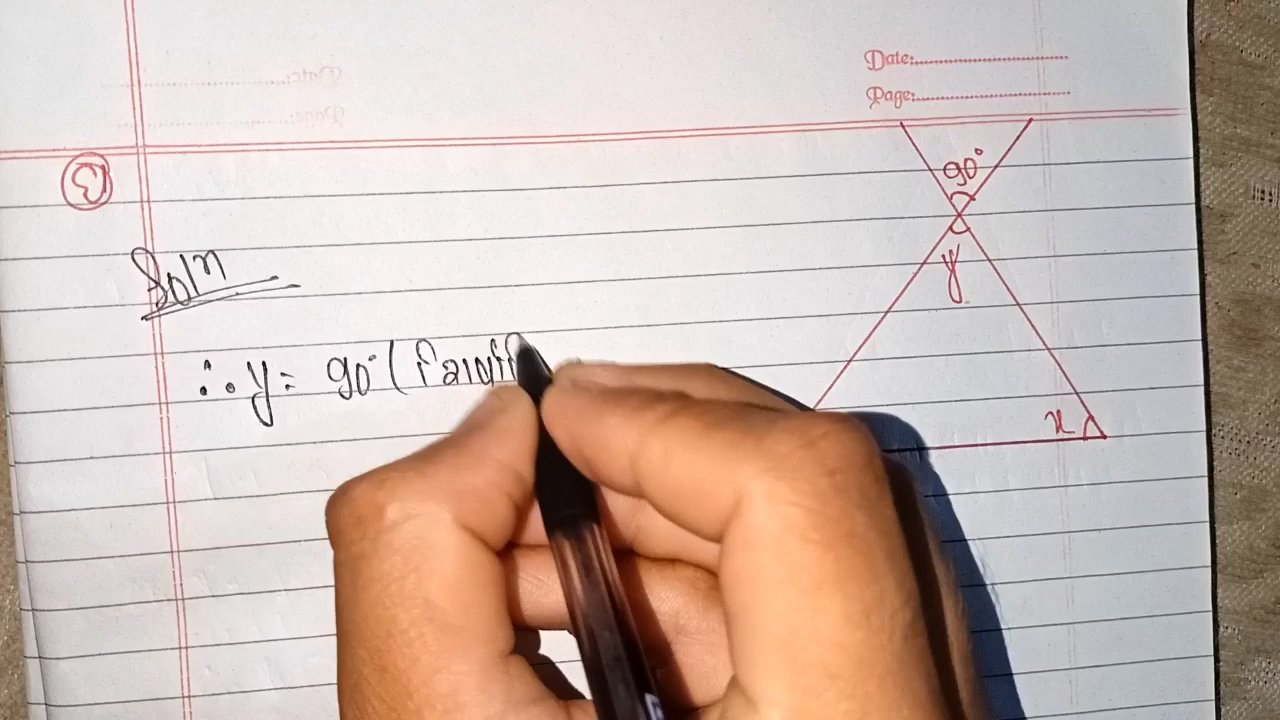 Date:
Page:
90°
Soln
y
∴ y = 90° (
x